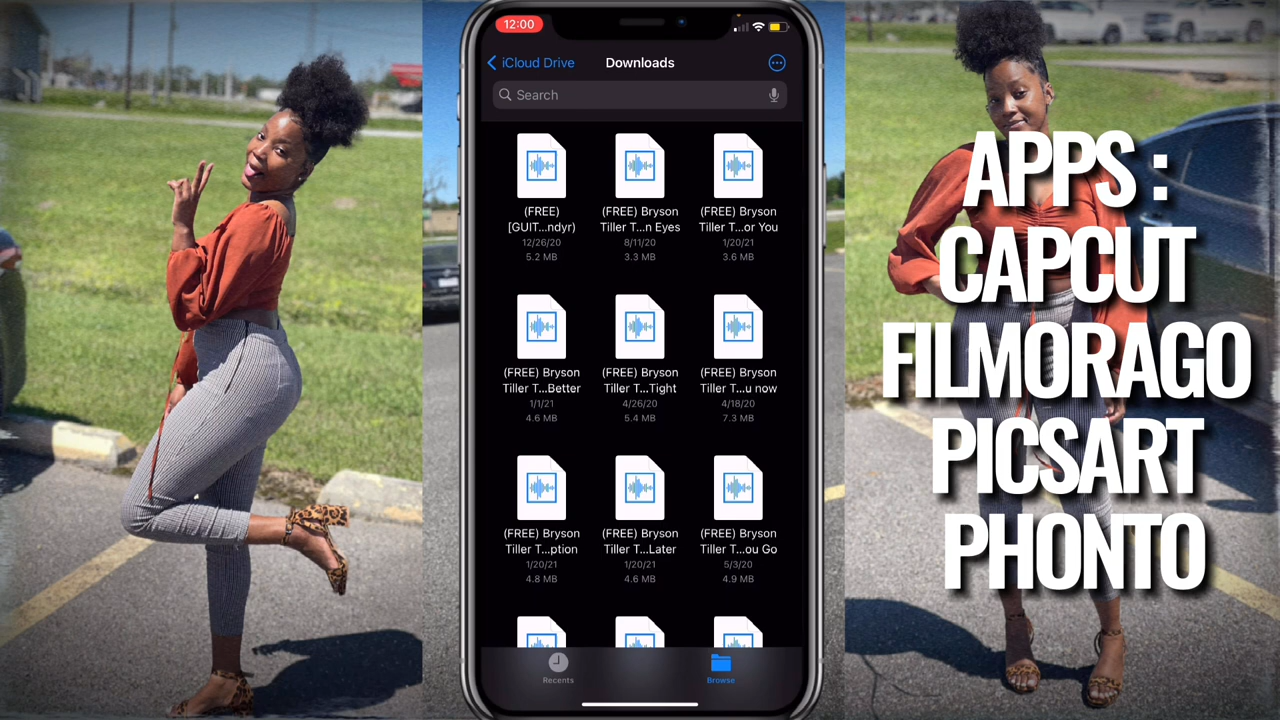 12:00
iCloud Drive
Downloads
Search
(FREE)
[GUIT...ndyr)
12/26/20
5.2 MB
(FREE) Bryson
Tiller T...n Eyes
8/11/20
3.3 MB
(FREE) Bryson
Tiller T...or You
1/20/21
3.6 MB
(FREE) Bryson
Tiller T...Better
1/1/21
4.6 MB
(FREE) Bryson
Tiller T...Tight
4/26/20
5.4 MB
(FREE) Bryson
Tiller T...u now
4/18/20
7.3 MB
(FREE) Bryson
Tiller T...ption
1/20/21
4.8 MB
(FREE) Bryson
Tiller T...Later
1/20/21
4.6 MB
(FREE) Bryson
Tiller T...ou Go
5/3/20
4.9 MB
Recents
Browse
APPS :
CAPCUT
FILMORAGO
PICSART
PHONTO